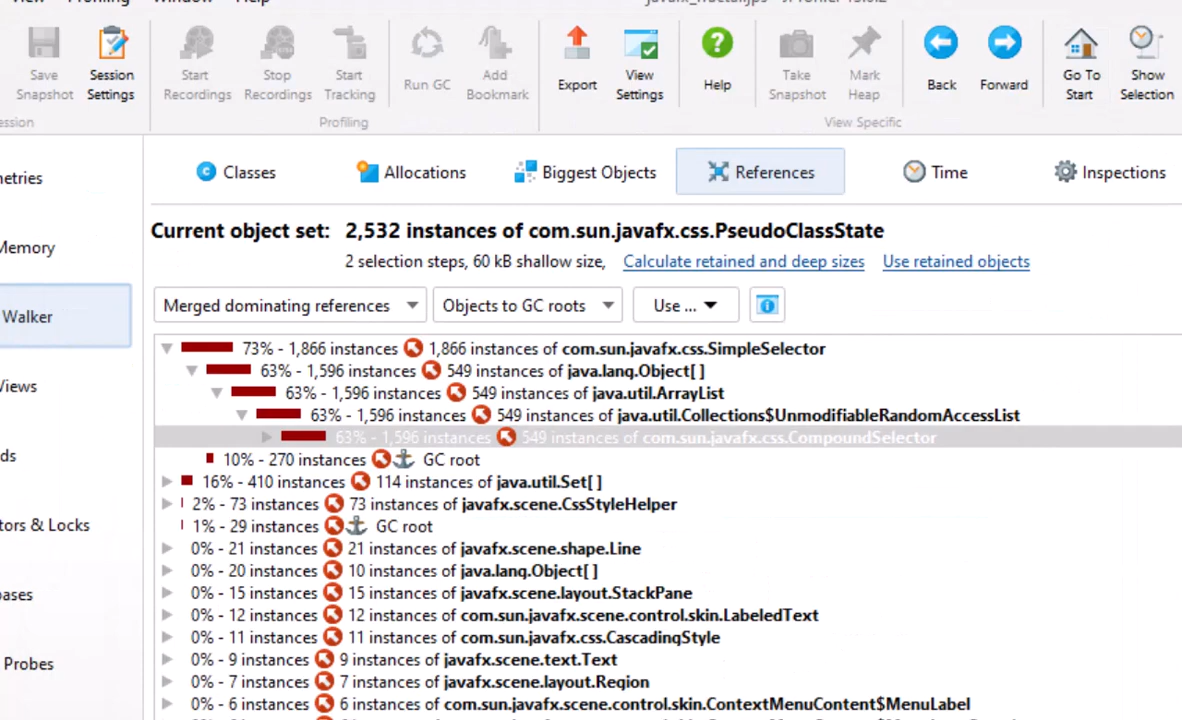 View Profiling Window Help
javafx_fractal.jps - JProfiler
Save Snapshot
Session Settings
Start Recordings
Stop Recordings
Start Tracking
Run GC
Add Bookmark
Export
View Settings
Help
Take Snapshot
Mark Heap
Back
Forward
Go To Start
Show Selection
ession
Profiling
View Specific
metries
Memory
Walker
Views
ds
tors & Locks
bases
Probes
Classes
Allocations
Biggest Objects
References
Time
Inspections
Current object set: 2,532 instances of com.sun.javafx.css.PseudoClassState
2 selection steps, 60 kB shallow size, Calculate retained and deep sizes Use retained objects
Merged dominating references
Objects to GC roots
Use ...
73% - 1,866 instances 1,866 instances of com.sun.javafx.css.SimpleSelector
63% - 1,596 instances 549 instances of java.lang.Object[ ]
63% - 1,596 instances 549 instances of java.util.ArrayList
63% - 1,596 instances 549 instances of java.util.Collections$UnmodifiableRandomAccessList
63% - 1,596 instances 549 instances of com.sun.javafx.css.CompoundSelector
10% - 270 instances GC root
16% - 410 instances 114 instances of java.util.Set[ ]
2% - 73 instances 73 instances of javafx.scene.CssStyleHelper
1% - 29 instances GC root
0% - 21 instances 21 instances of javafx.scene.shape.Line
0% - 20 instances 10 instances of java.lang.Object[ ]
0% - 15 instances 15 instances of javafx.scene.layout.StackPane
0% - 12 instances 12 instances of com.sun.javafx.scene.control.skin.LabeledText
0% - 11 instances 11 instances of com.sun.javafx.css.CascadingStyle
0% - 9 instances 9 instances of javafx.scene.text.Text
0% - 7 instances 7 instances of javafx.scene.layout.Region
0% - 6 instances 6 instances of com.sun.javafx.scene.control.skin.ContextMenuContent$MenuLabel